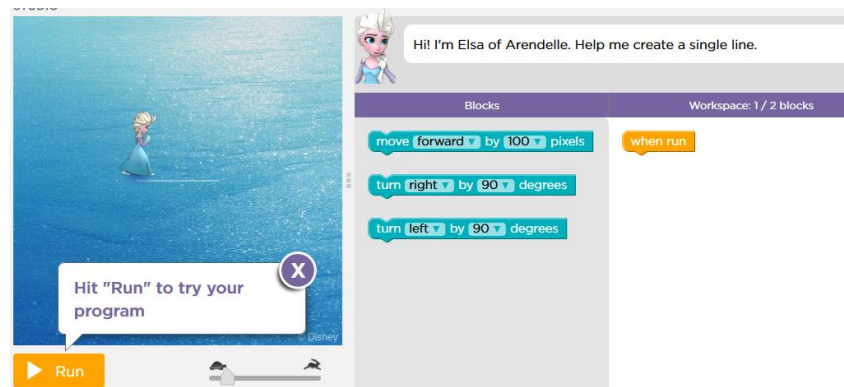 STUDIO
Hi! I'm Elsa of Arendelle. Help me create a single line.
Blocks
Workspace: 1 / 2 blocks
move forward ▼ by 100 ▼ pixels
when run
turn right ▼ by 90 ▼ degrees
turn left ▼ by 90 ▼ degrees
X
Hit "Run" to try your
program
© Disney
Run